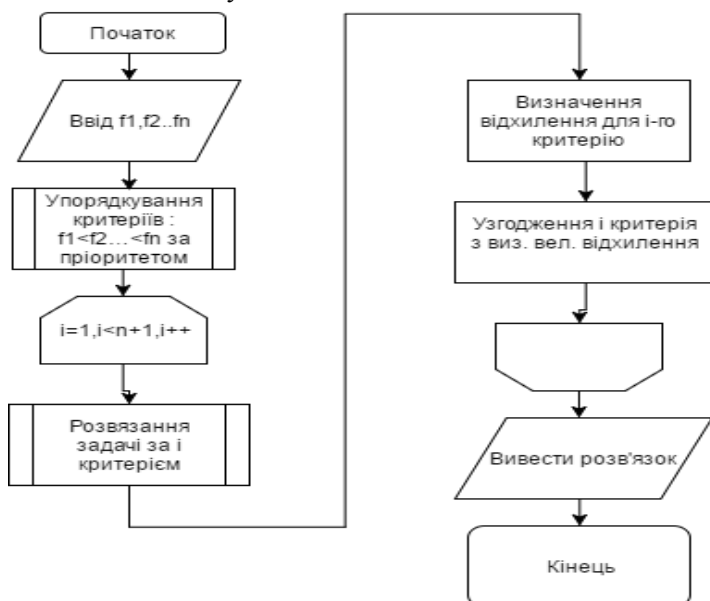 Початок
Ввід f1,f2..fn
Упорядкування
критеріїв :
f1<f2...<fn за
пріоритетом
i=1,i<n+1,i++
Розвязання
задачі за і
критерієм
Визначення
відхилення для і-го
критерію
Узгодження і критерія
з виз. вел. відхилення
Вивести розв'язок
Кінець